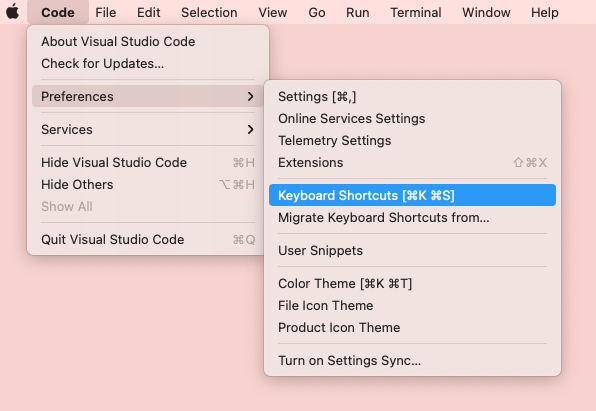 Code File Edit Selection View Go Run Terminal Window Help
About Visual Studio Code
Check for Updates...
Preferences
Services
Hide Visual Studio Code ⌘H
Hide Others ⌥⌘H
Show All
Quit Visual Studio Code ⌘Q
Settings [⌘,]
Online Services Settings
Telemetry Settings
Extensions ⇧⌘X
Keyboard Shortcuts [⌘K ⌘S]
Migrate Keyboard Shortcuts from...
User Snippets
Color Theme [⌘K ⌘T]
File Icon Theme
Product Icon Theme
Turn on Settings Sync...